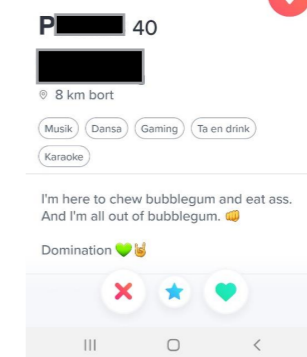 P 40
8 km bort
Musik Dansa Gaming Ta en drink
Karaoke
I'm here to chew bubblegum and eat ass.
And I'm all out of bubblegum. 👊
Domination 💚🤘